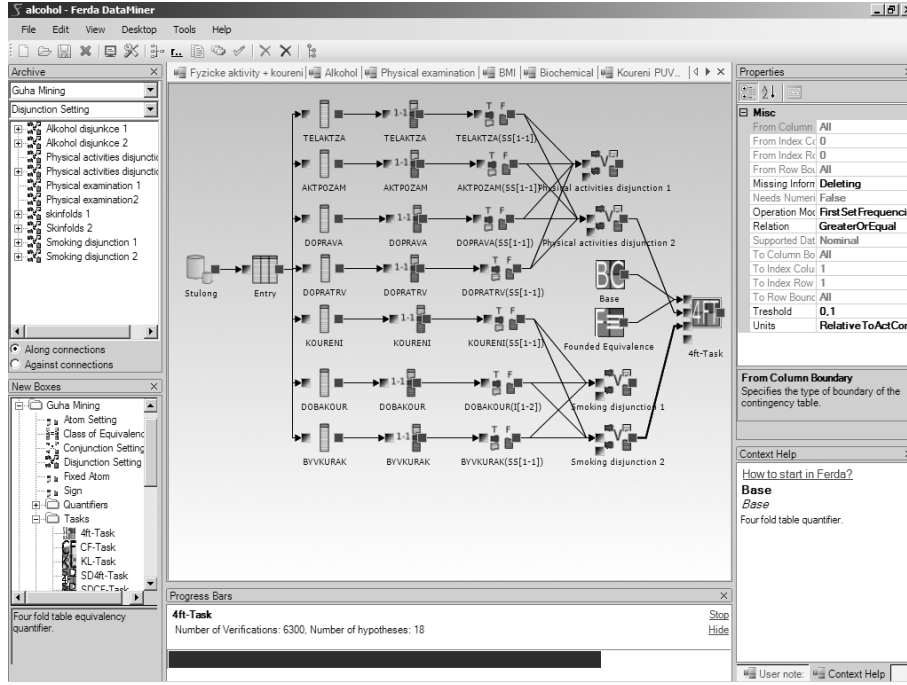 alcohol - Ferda DataMiner
File Edit View Desktop Tools Help
Archive
Guha Mining
Disjunction Setting
Alkohol disjunkce 1
Alkohol disjunkce 2
Physical activities disjuncti
Physical activities disjuncti
Physical examination 1
Physical examination2
skinfolds 1
Skinfolds 2
Smoking disjunction 1
Smoking disjunction 2
Along connections
Against connections
New Boxes
Guha Mining
Atom Setting
Class of Equivalenc
Conjunction Setting
Disjunction Setting
Fixed Atom
Sign
Quantifiers
Tasks
4ft-Task
CF-Task
KL-Task
SD4ft-Task
SDCF-Task
Four fold table equivalency
quantifier.
Fyzicke aktivity + koureni Alkohol Physical examination BMI Biochemical Koureni PUV...
TELAKTZA TELAKTZA TELAKTZA(SS[1-1])
AKTPOZAM AKTPOZAM AKTPOZAM(SS[1-1]) Physical activities disjunction 1
DOPRAVA DOPRAVA DOPRAVA(SS[1-1]) Physical activities disjunction 2
Stulong Entry DOPRATRV DOPRATRV DOPRATRV(SS[1-1]) Base
KOURENI KOURENI KOURENI(SS[1-1]) Founded Equivalence 4ft-Task
DOBAKOUR DOBAKOUR DOBAKOUR(I[1-2]) Smoking disjunction 1
BYVKURAK BYVKURAK BYVKURAK(SS[1-1]) Smoking disjunction 2
Progress Bars
4ft-Task Stop
Number of Verifications: 6300, Number of hypotheses: 18 Hide
Properties
Misc
From Column All
From Index Cc 0
From Index Rc 0
From Row Bou All
Missing Inform Deleting
Needs Numeri False
Operation Moc FirstSetFrequenci
Relation GreaterOrEqual
Supported Dat Nominal
To Column Bo All
To Index Colu 1
To Index Row 1
To Row Bounc All
Treshold 0,1
Units RelativeToActCon
From Column Boundary
Specifies the type of boundary of the
contingency table.
Context Help
How to start in Ferda?
Base
Base
Four fold table quantifier.
User note: Context Help